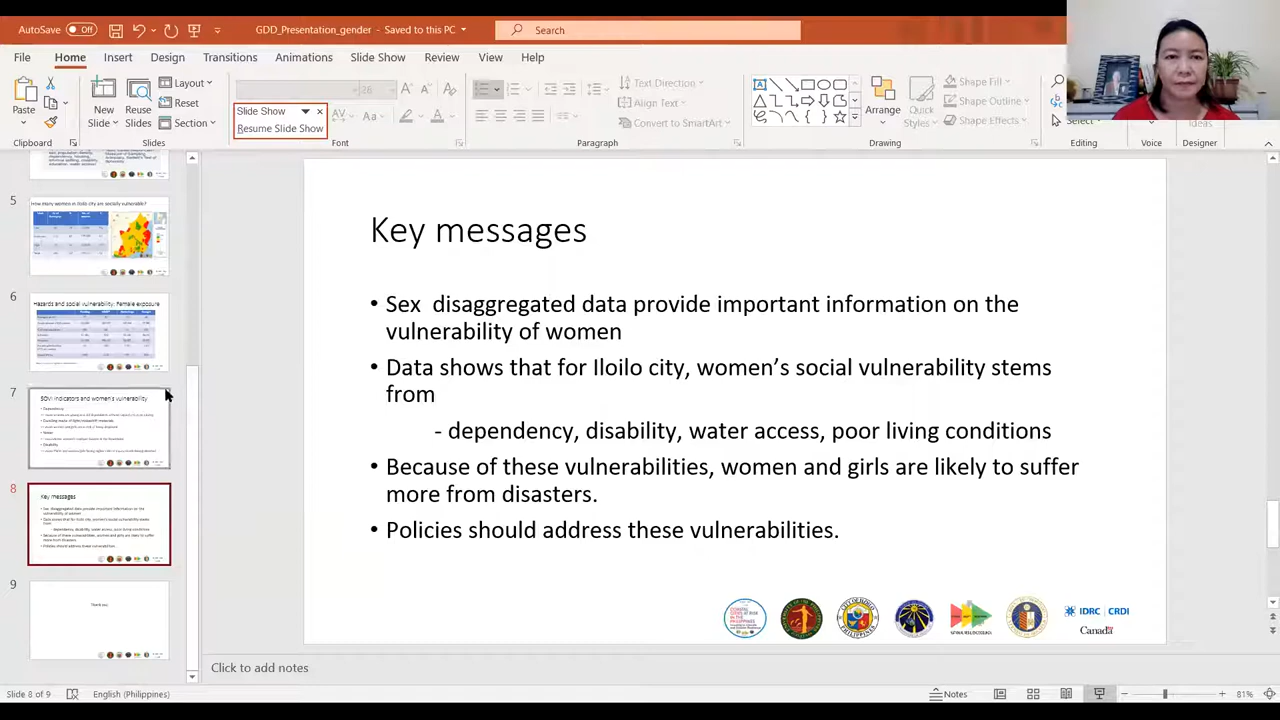 AutoSave Off GDD_Presentation_gender - Saved to this PC Search
File Home Insert Design Transitions Animations Slide Show Review View Help
Paste
New
Slide
Reuse
Slides
Layout
Reset
Section
Slide Show
Resume Slide Show
26
Aa
Text Direction
Align Text
Convert to SmartArt
Arrange
Quick
Styles
Shape Fill
Shape Outline
Shape Effects
Select
Ideas
Clipboard Slides Font Paragraph Drawing Editing Voice Designer
5
How many women in Iloilo city are socially vulnerable?
6
Hazards and social vulnerability: Female exposure
7
SOVI indicators and women's vulnerability
8
Key messages
9
Thank you
Key messages
• Sex disaggregated data provide important information on the
vulnerability of women
• Data shows that for Iloilo city, women's social vulnerability stems
from
- dependency, disability, water access, poor living conditions
• Because of these vulnerabilities, women and girls are likely to suffer
more from disasters.
• Policies should address these vulnerabilities.
IDRC CRDI
Canada
Click to add notes
Slide 8 of 9 English (Philippines) Notes 81%